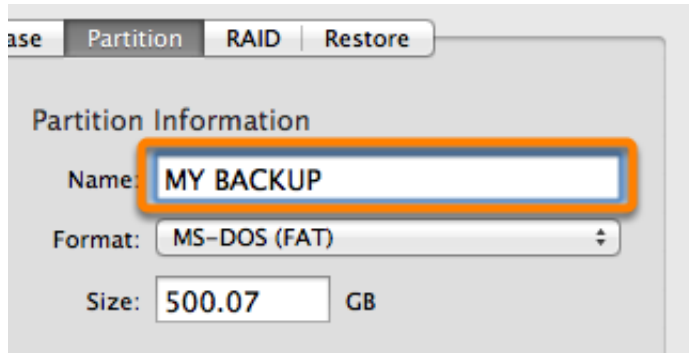 ase Partition RAID Restore
Partition Information
Name: MY BACKUP
Format: MS-DOS (FAT)
Size: 500.07 GB